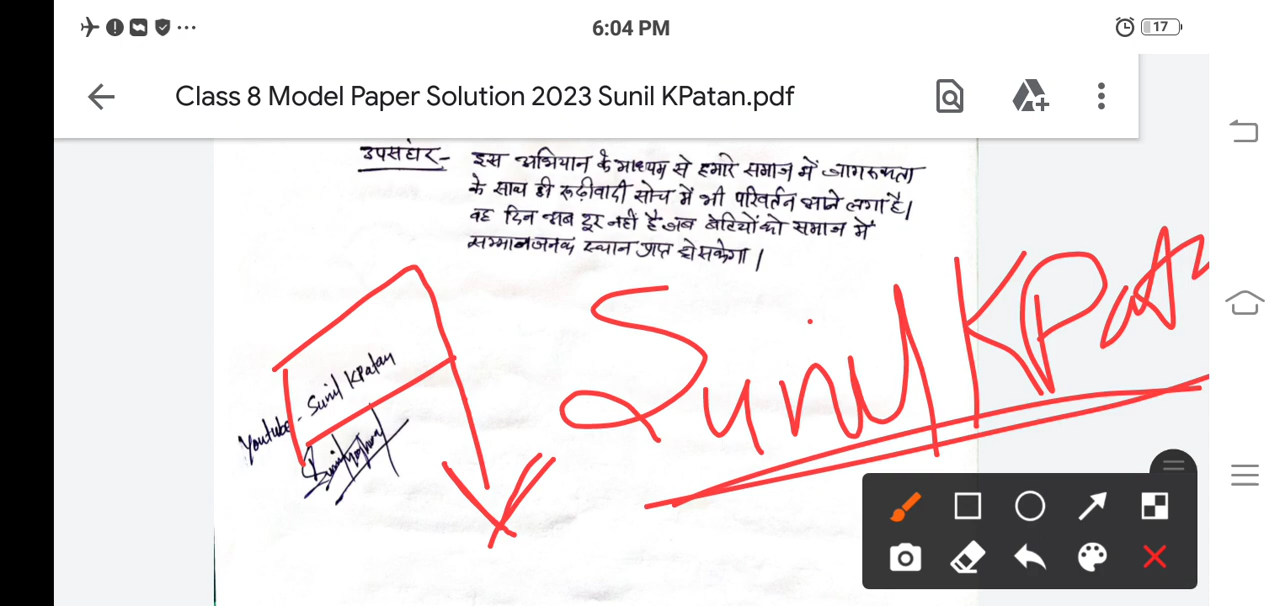 6:04 PM
17
Class 8 Model Paper Solution 2023 Sunil KPatan.pdf
उपसंहार- इस अभियान के माध्यम से हमारे समाज में जागरूकता
के साथ ही रूढ़ीवादी सोच में भी परिवर्तन आने लगा है।
वह दिन अब दूर नहीं है जब बेटियों को समाज में
सम्मानजनक स्थान प्राप्त हो सकेगा।
Youtube - Sunil KPatan
Sunil KPatan